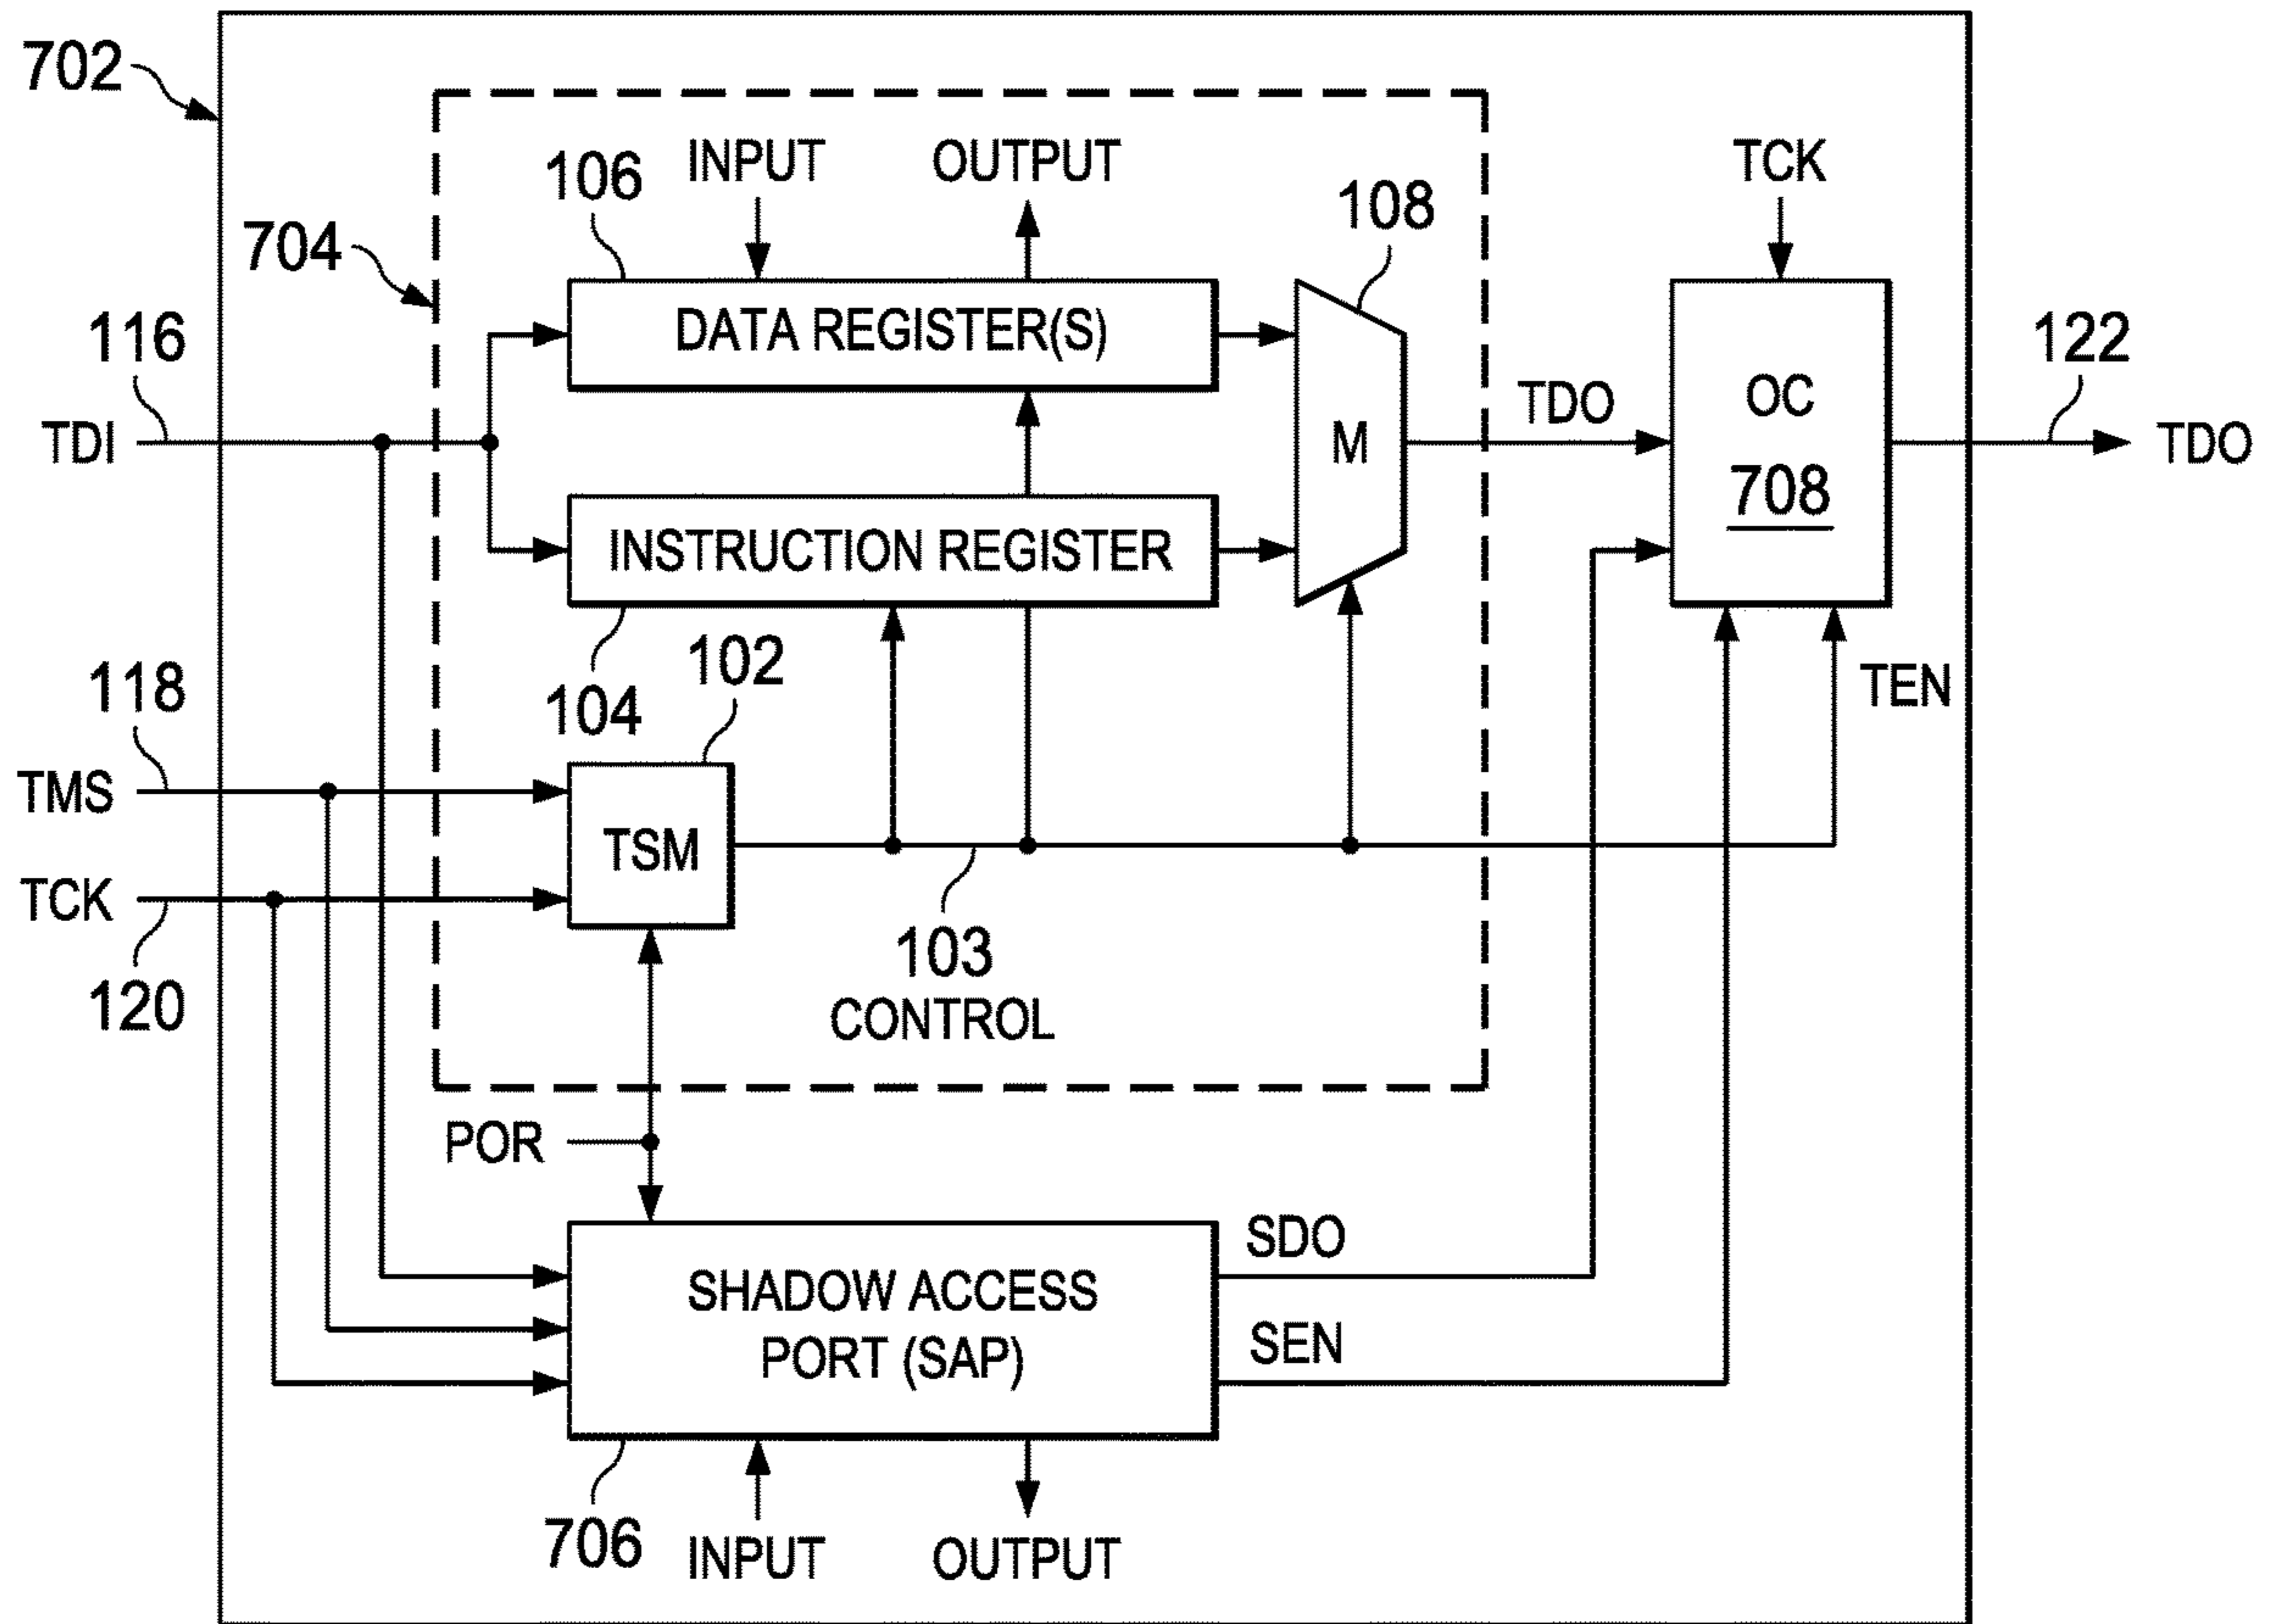 702
106
INPUT
OUTPUT
TCK
108
704
116
DATA REGISTER(S)
122
TDI
M
TDO
OC
708
TDO
INSTRUCTION REGISTER
118
104
102
TEN
TMS
TSM
TCK
120
103
CONTROL
POR
SHADOW ACCESS
PORT (SAP)
SDO
SEN
706
INPUT
OUTPUT